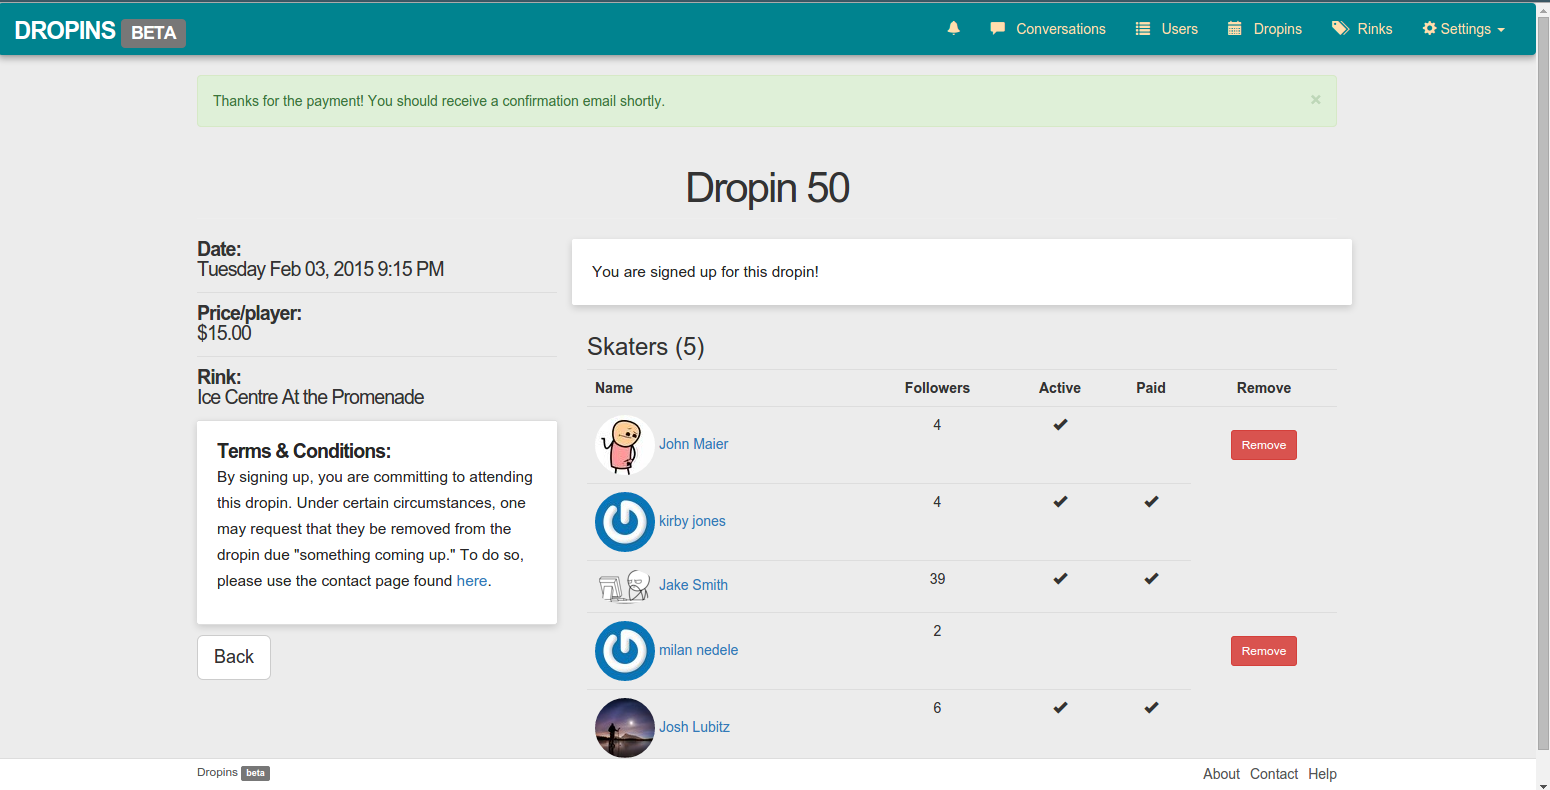 DROPINS BETA
Conversations Users Dropins Rinks Settings
Thanks for the payment! You should receive a confirmation email shortly. ×
Dropin 50
Date:
Tuesday Feb 03, 2015 9:15 PM
Price/player:
$15.00
Rink:
Ice Centre At the Promenade
Terms & Conditions:
By signing up, you are committing to attending
this dropin. Under certain circumstances, one
may request that they be removed from the
dropin due "something coming up." To do so,
please use the contact page found here.
Back
You are signed up for this dropin!
Skaters (5)
Name Followers Active Paid Remove
John Maier 4 ✔ Remove
kirby jones 4 ✔ ✔
Jake Smith 39 ✔ ✔
milan nedele 2 Remove
Josh Lubitz 6 ✔ ✔
Dropins beta
About Contact Help